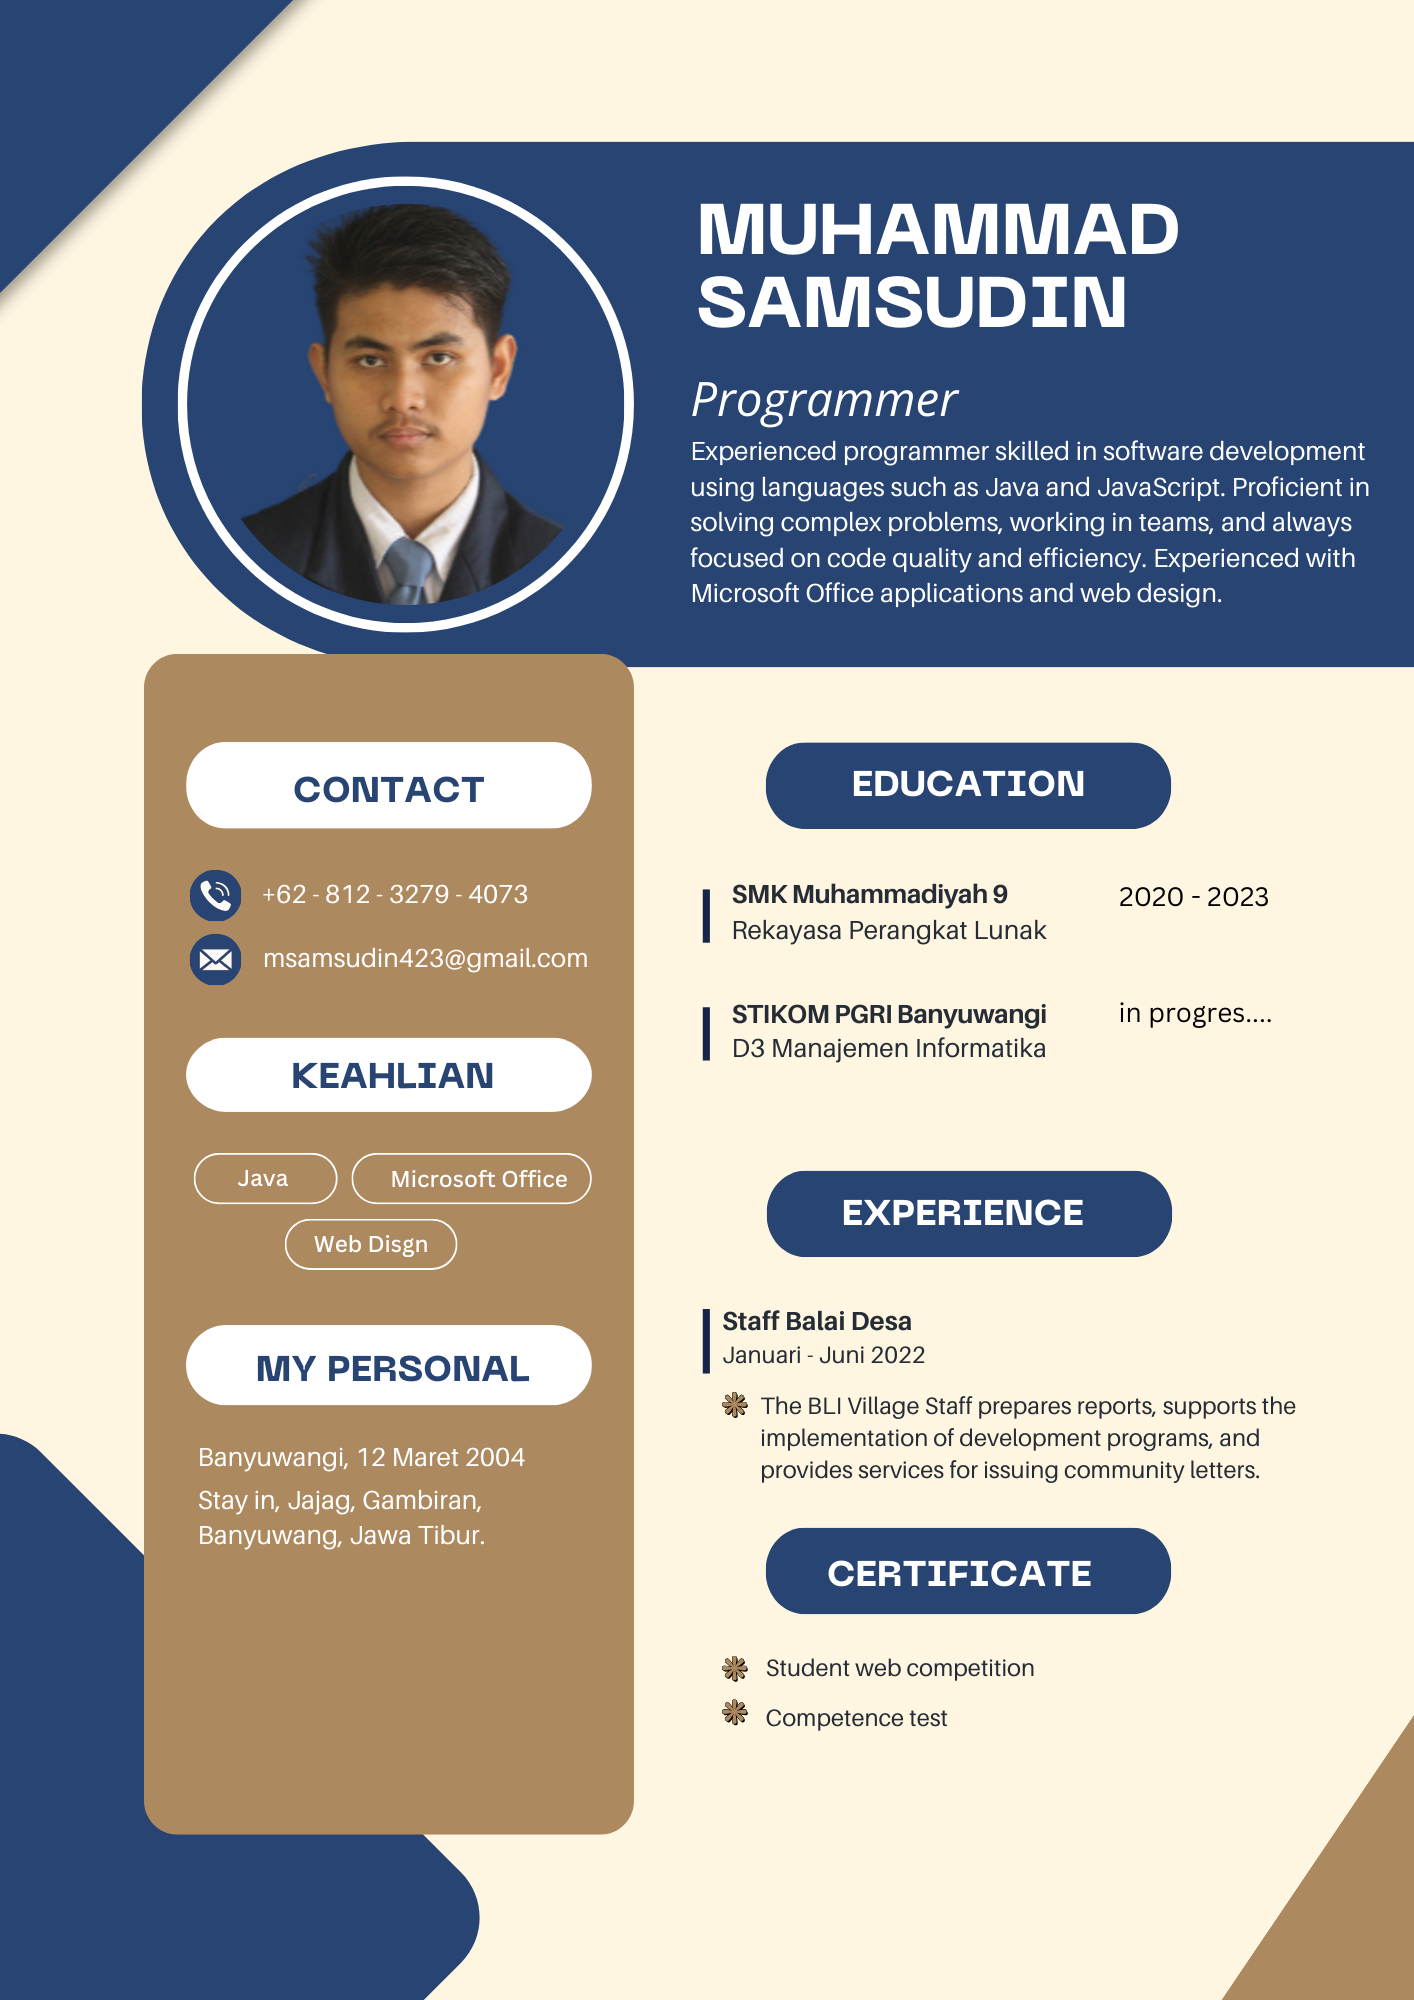 MUHAMMAD
SAMSUDIN
Programmer
Experienced programmer skilled in software development
using languages such as Java and JavaScript. Proficient in
solving complex problems, working in teams, and always
focused on code quality and efficiency. Experienced with
Microsoft Office applications and web design.
CONTACT
+62 - 812 - 3279 - 4073
msamsudin423@gmail.com
KEAHLIAN
Java
Microsoft Office
Web Disgn
MY PERSONAL
Banyuwangi, 12 Maret 2004
Stay in, Jajag, Gambiran,
Banyuwang, Jawa Tibur.
EDUCATION
SMK Muhammadiyah 9
2020 - 2023
Rekayasa Perangkat Lunak
STIKOM PGRI Banyuwangi
in progres....
D3 Manajemen Informatika
EXPERIENCE
Staff Balai Desa
Januari - Juni 2022
The BLI Village Staff prepares reports, supports the
implementation of development programs, and
provides services for issuing community letters.
CERTIFICATE
Student web competition
Competence test